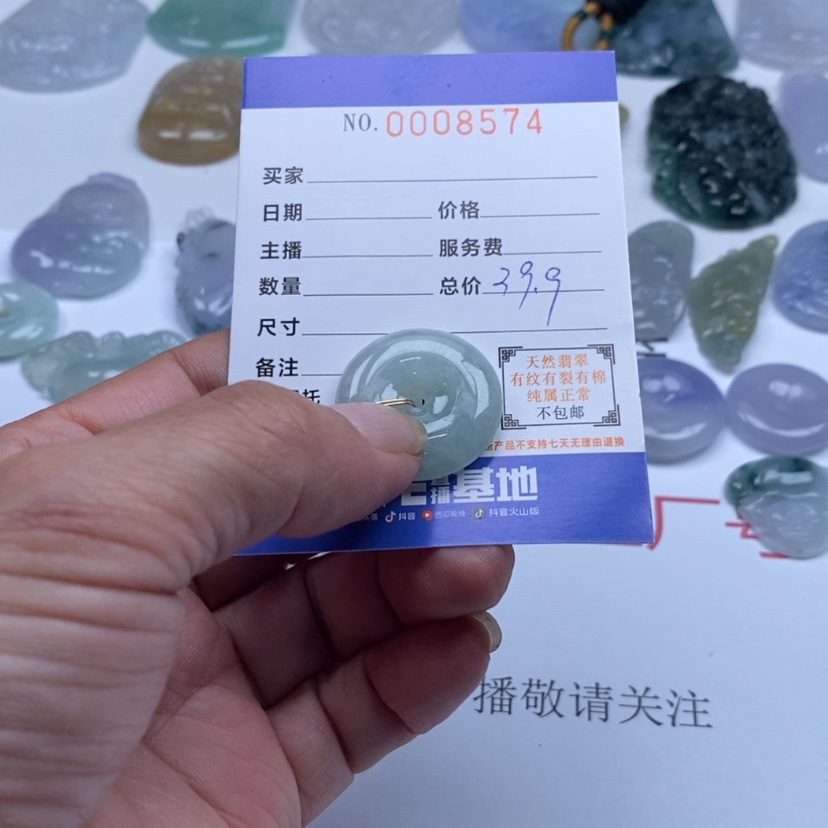 NO. 0008574
买家
日期 价格
主播 服务费
数量 总价 39.9
尺寸
备注
托
天然翡翠
有纹有裂有棉
纯属正常
不包邮
产品不支持七天无理由退换
播基地
抖音 西瓜视频 抖音火山版
厂
播敬请关注